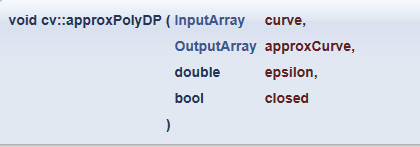 void cv::approxPolyDP ( InputArray curve,
OutputArray approxCurve,
double epsilon,
bool closed
)